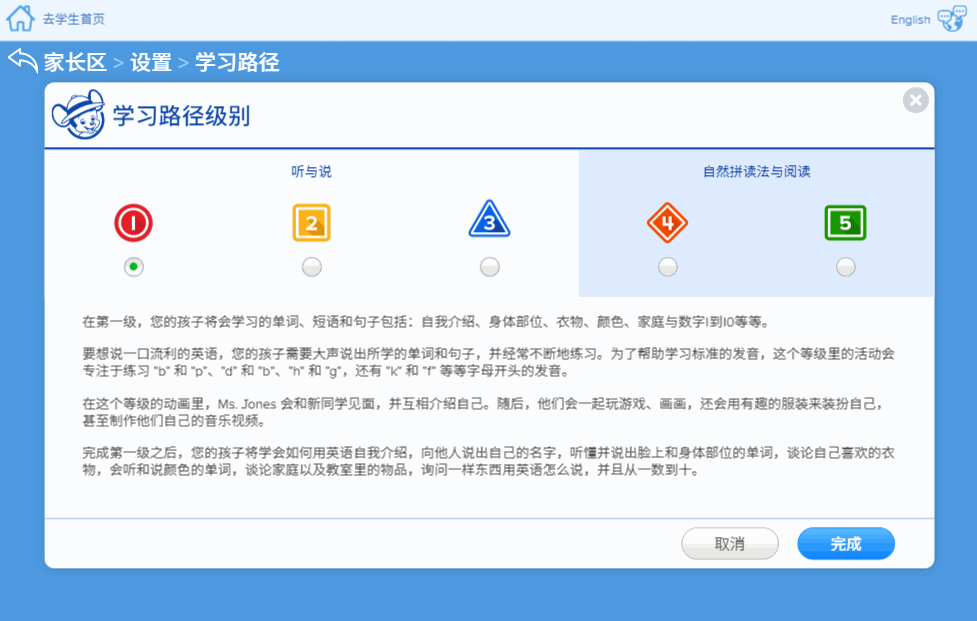 去学生首页
English
家长区 > 设置 > 学习路径
学习路径级别
听与说
自然拼读法与阅读
1
2
3
4
5
在第一级，您的孩子将会学习的单词、短语和句子包括：自我介绍、身体部位、衣物、颜色、家庭与数字1到10等等。
要想说一口流利的英语，您的孩子需要大声说出所学的单词和句子，并经常不断地练习。为了帮助学习标准的发音，这个等级里的活动会
专注于练习 "b" 和 "p"、"d" 和 "b"、"h" 和 "g"，还有 "k" 和 "f" 等等字母开头的发音。
在这个等级的动画里，Ms. Jones 会和新同学见面，并互相介绍自己。随后，他们会一起玩游戏、画画，还会用有趣的服装来装扮自己，
甚至制作他们自己的音乐视频。
完成第一级之后，您的孩子将学会如何用英语自我介绍，向他人说出自己的名字，听懂并说出脸上和身体部位的单词，谈论自己喜欢的衣
物，会听和说颜色的单词，谈论家庭以及教室里的物品，询问一样东西用英语怎么说，并且从一数到十。
取消
完成